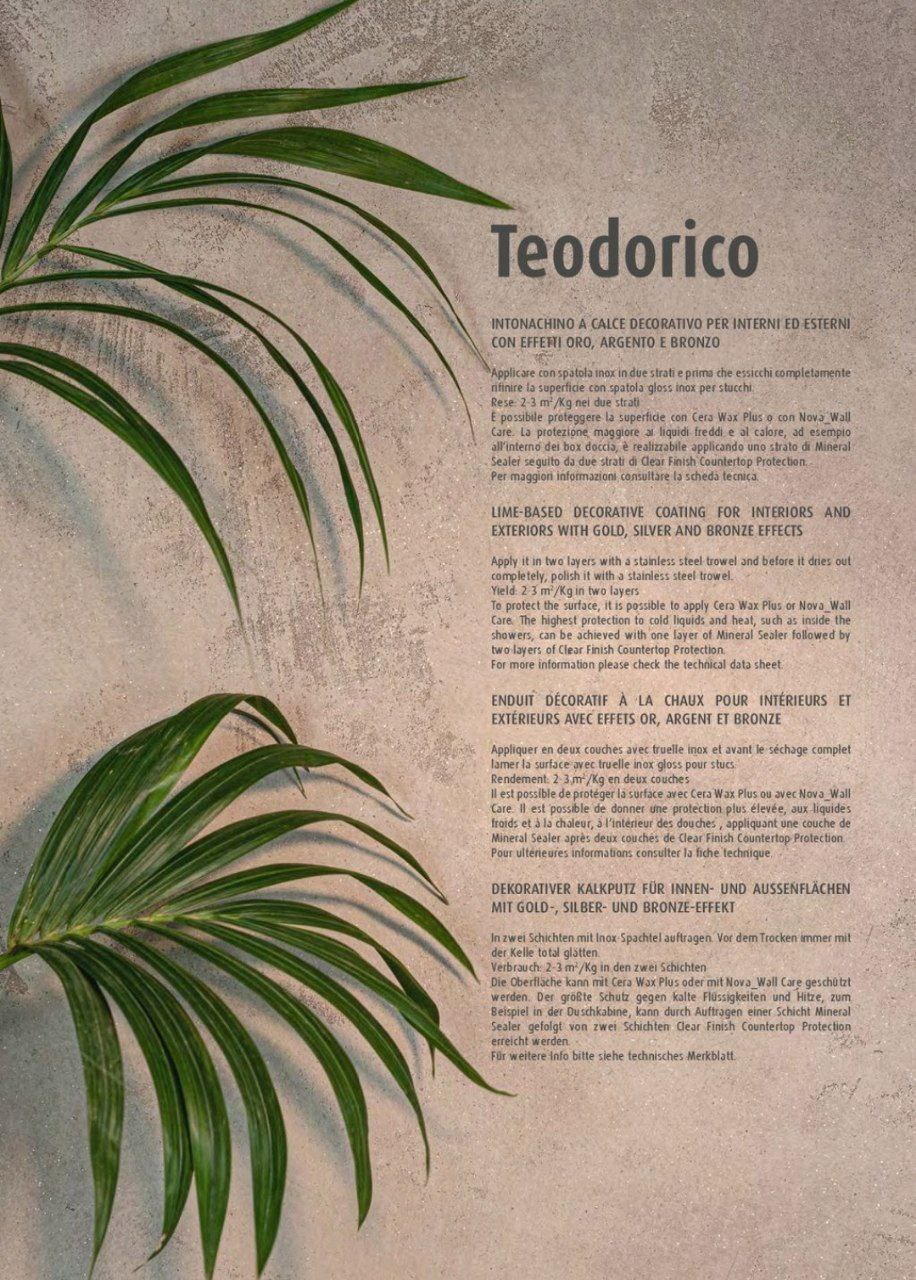 Teodorico
INTONACHINO A CALCE DECORATIVO PER INTERNI ED ESTERNI
CON EFFETTI ORO, ARGENTO E BRONZO
Applicare con spatola inox in due strati e prima che essicchi completamente
rifinire la superficie con spatola gloss inox per stucchi.
Rese: 2-3 m²/Kg nei due strati
È possibile proteggere la superficie con Cera Wax Plus o con Nova_Wall
Care. La protezione maggiore ai liquidi freddi e al calore, ad esempio
all'interno dei box doccia, è realizzabile applicando uno strato di Mineral
Sealer seguito da due strati di Clear Finish Countertop Protection.
Per maggiori informazioni consultare la scheda tecnica.
LIME-BASED DECORATIVE COATING FOR INTERIORS AND
EXTERIORS WITH GOLD, SILVER AND BRONZE EFFECTS
Apply it in two layers with a stainless steel trowel and before it dries out
completely, polish it with a stainless steel trowel.
Yield: 2-3 m²/Kg in two layers
To protect the surface, it is possible to apply Cera Wax Plus or Nova_Wall
Care. The highest protection to cold liquids and heat, such as inside the
showers, can be achieved with one layer of Mineral Sealer followed by
two layers of Clear Finish Countertop Protection.
For more information please check the technical data sheet.
ENDUIT DÉCORATIF À LA CHAUX POUR INTÉRIEURS ET
EXTÉRIEURS AVEC EFFETS OR, ARGENT ET BRONZE
Appliquer en deux couches avec truelle inox et avant le séchage complet
lamer la surface avec truelle inox gloss pour stucs.
Rendement: 2-3 m²/Kg en deux couches
Il est possible de protéger la surface avec Cera Wax Plus ou avec Nova_Wall
Care. Il est possible de donner une protection plus élevée, aux liquides
froids et à la chaleur, à l'intérieur des douches , appliquant une couche de
Mineral Sealer après deux couches de Clear Finish Countertop Protection.
Pour ultérieures informations consulter la fiche technique.
DEKORATIVER KALKPUTZ FÜR INNEN- UND AUSSENFLÄCHEN
MIT GOLD-, SILBER- UND BRONZE-EFFEKT
In zwei Schichten mit Inox-Spachtel auftragen. Vor dem Trocken immer mit
der Kelle total glätten.
Verbrauch: 2-3 m²/Kg in den zwei Schichten
Die Oberfläche kann mit Cera Wax Plus oder mit Nova_Wall Care geschützt
werden. Der größte Schutz gegen kalte Flüssigkeiten und Hitze, zum
Beispiel in der Duschkabine, kann durch Auftragen einer Schicht Mineral
Sealer gefolgt von zwei Schichten Clear Finish Countertop Protection
erreicht werden.
Für weitere Info bitte siehe technisches Merkblatt.